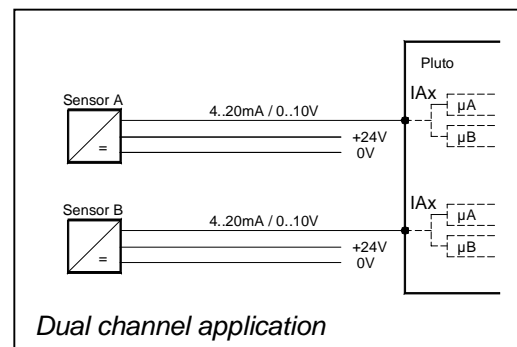 Pluto
Sensor A
4..20mA / 0..10V
IAx
µA
µB
=
+24V
0V
Sensor B
4..20mA / 0..10V
IAx
µA
µB
=
+24V
0V
Dual channel application